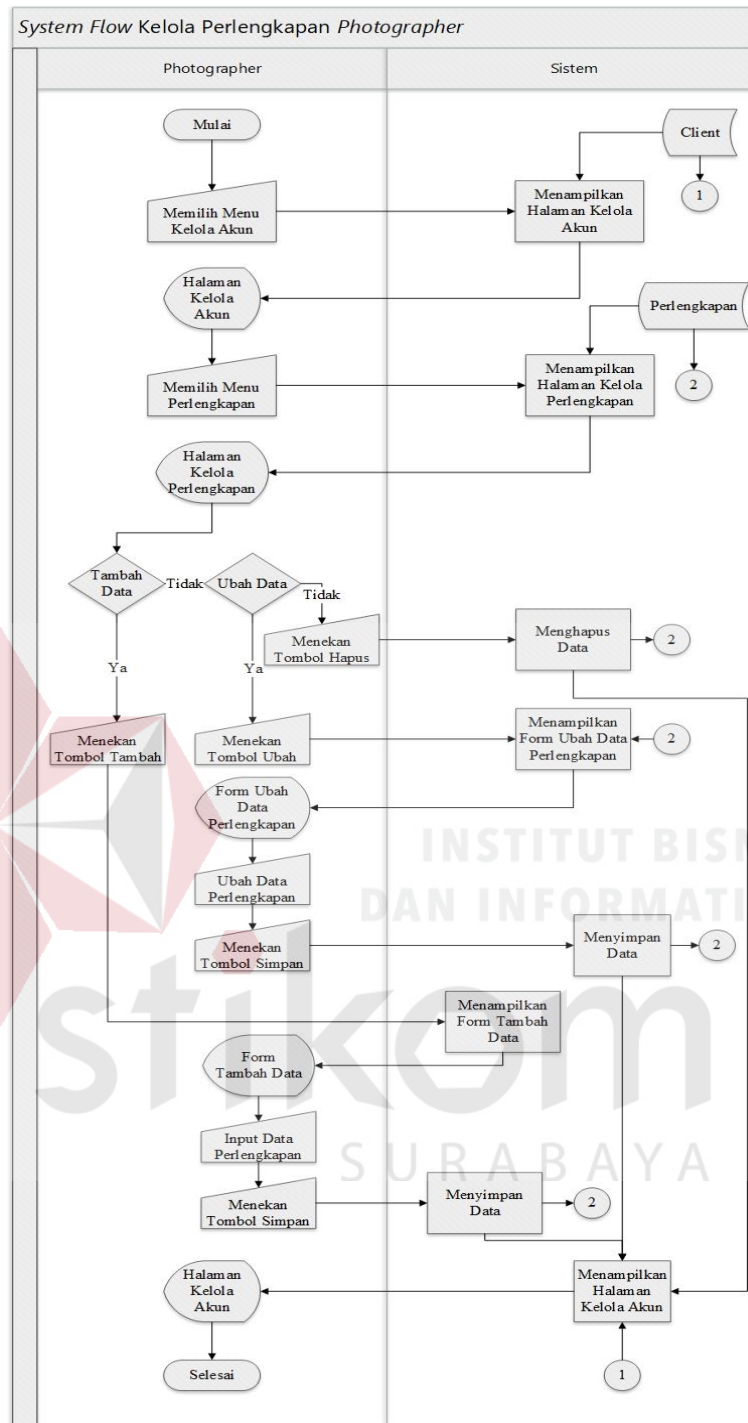 System Flow Kelola Perlengkapan Photographer
Photographer
Sistem
Mulai
Client
1
Memilih Menu
Kelola Akun
Menampilkan
Halaman Kelola
Akun
Halaman
Kelola
Akun
Perlengkapan
2
Memilih Menu
Perlengkapan
Menampilkan
Halaman Kelola
Perlengkapan
Halaman
Kelola
Perlengkapan
Tambah
Data
Tidak
Ubah Data
Tidak
Menekan
Tombol Hapus
Menghapus
Data
2
Ya
Ya
Menekan
Tombol Tambah
Menekan
Tombol Ubah
Menampilkan
Form Ubah Data
Perlengkapan
2
Form Ubah
Data
Perlengkapan
Ubah Data
Perlengkapan
Menekan
Tombol Simpan
Menyimpan
Data
2
Menampilkan
Form Tambah
Data
Form
Tambah Data
Input Data
Perlengkapan
Menekan
Tombol Simpan
Menyimpan
Data
2
Halaman
Kelola
Akun
Menampilkan
Halaman
Kelola Akun
Selesai
1
INSTITUT BISN
DAN INFORMATI
stikom
SURABAYA